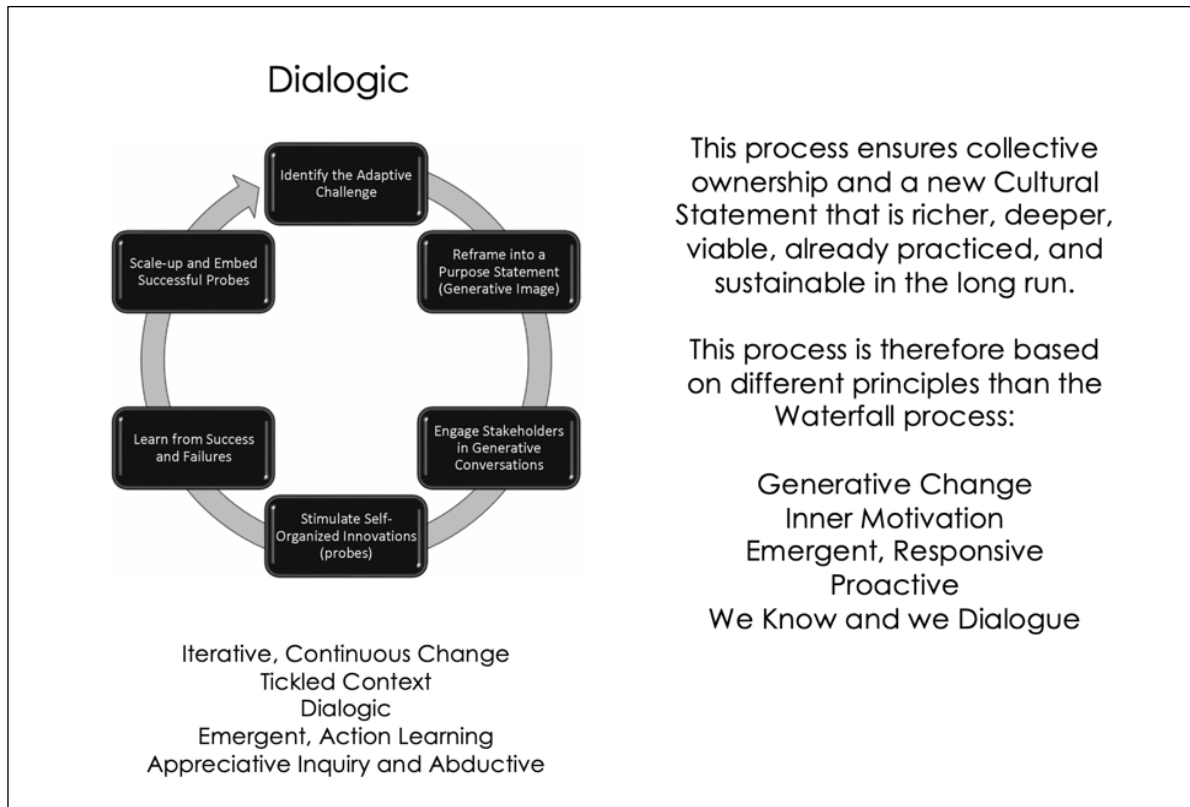 Dialogic
Identify the Adaptive
Challenge
Reframe into a
Purpose Statement
(Generative Image)
Engage Stakeholders
in Generative
Conversations
Stimulate Self-
Organized Innovations
(probes)
Learn from Success
and Failures
Scale-up and Embed
Successful Probes
Iterative, Continuous Change
Tickled Context
Dialogic
Emergent, Action Learning
Appreciative Inquiry and Abductive
This process ensures collective
ownership and a new Cultural
Statement that is richer, deeper,
viable, already practiced, and
sustainable in the long run.
This process is therefore based
on different principles than the
Waterfall process:
Generative Change
Inner Motivation
Emergent, Responsive
Proactive
We Know and we Dialogue